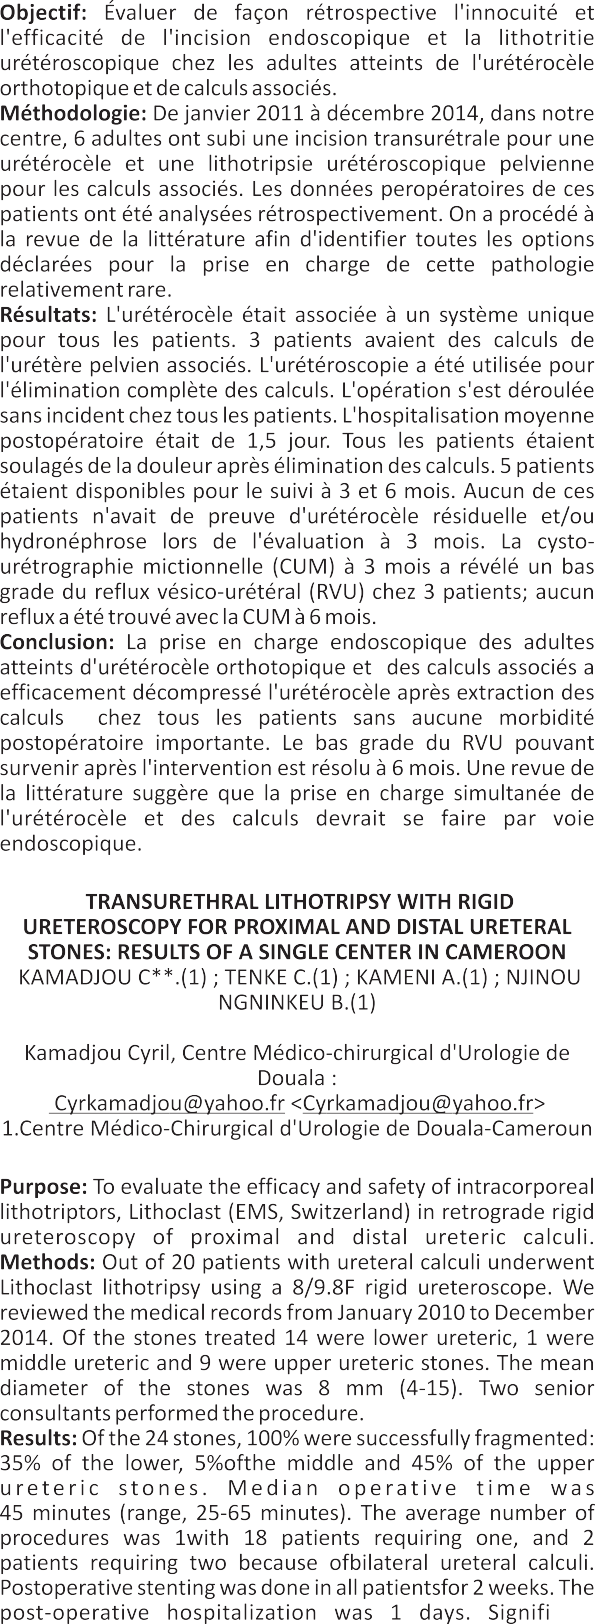 Objectif: Évaluer de façon rétrospective l'innocuité et
l'efficacité de l'incision endoscopique et la lithotritie
urétéroscopique chez les adultes atteints de l'urétérocèle
orthotopique et de calculs associés.
Méthodologie: De janvier 2011 à décembre 2014, dans notre
centre, 6 adultes ont subi une incision transurétrale pour une
urétérocèle et une lithotripsie urétéroscopique pelvienne
pour les calculs associés. Les données peropératoires de ces
patients ont été analysées rétrospectivement. On a procédé à
la revue de la littérature afin d'identifier toutes les options
déclarées pour la prise en charge de cette pathologie
relativement rare.
Résultats: L'urétérocèle était associée à un système unique
pour tous les patients. 3 patients avaient des calculs de
l'urétère pelvien associés. L'urétéroscopie a été utilisée pour
l'élimination complète des calculs. L'opération s'est déroulée
sans incident chez tous les patients. L'hospitalisation moyenne
postopératoire était de 1,5 jour. Tous les patients étaient
soulagés de la douleur après élimination des calculs. 5 patients
étaient disponibles pour le suivi à 3 et 6 mois. Aucun de ces
patients n'avait de preuve d'urétérocèle résiduelle et/ou
hydronéphrose lors de l'évaluation à 3 mois. La cysto-
urétrographie mictionnelle (CUM) à 3 mois a révélé un bas
grade du reflux vésico-urétéral (RVU) chez 3 patients; aucun
reflux a été trouvé avec la CUM à 6 mois.
Conclusion: La prise en charge endoscopique des adultes
atteints d'urétérocèle orthotopique et des calculs associés a
efficacement décompressé l'urétérocèle après extraction des
calculs chez tous les patients sans aucune morbidité
postopératoire importante. Le bas grade du RVU pouvant
survenir après l'intervention est résolu à 6 mois. Une revue de
la littérature suggère que la prise en charge simultanée de
l'urétérocèle et des calculs devrait se faire par voie
endoscopique.
TRANSURETHRAL LITHOTRIPSY WITH RIGID
URETEROSCOPY FOR PROXIMAL AND DISTAL URETERAL
STONES: RESULTS OF A SINGLE CENTER IN CAMEROON
KAMADJOU C**.(1) ; TENKE C.(1) ; KAMENI A.(1) ; NJINOU
NGNINKEU B.(1)
Kamadjou Cyril, Centre Médico-chirurgical d'Urologie de
Douala :
Cyrkamadjou@yahoo.fr <Cyrkamadjou@yahoo.fr>
1.Centre Médico-Chirurgical d'Urologie de Douala-Cameroun
Purpose: To evaluate the efficacy and safety of intracorporeal
lithotriptors, Lithoclast (EMS, Switzerland) in retrograde rigid
ureteroscopy of proximal and distal ureteric calculi.
Methods: Out of 20 patients with ureteral calculi underwent
Lithoclast lithotripsy using a 8/9.8F rigid ureteroscope. We
reviewed the medical records from January 2010 to December
2014. Of the stones treated 14 were lower ureteric, 1 were
middle ureteric and 9 were upper ureteric stones. The mean
diameter of the stones was 8 mm (4-15). Two senior
consultants performed the procedure.
Results: Of the 24 stones, 100% were successfully fragmented:
35% of the lower, 5%ofthe middle and 45% of the upper
ureteric stones. Median operative time was
45 minutes (range, 25-65 minutes). The average number of
procedures was 1with 18 patients requiring one, and 2
patients requiring two because ofbilateral ureteral calculi.
Postoperative stenting was done in all patientsfor 2 weeks. The
post-operative hospitalization was 1 days. Signifi